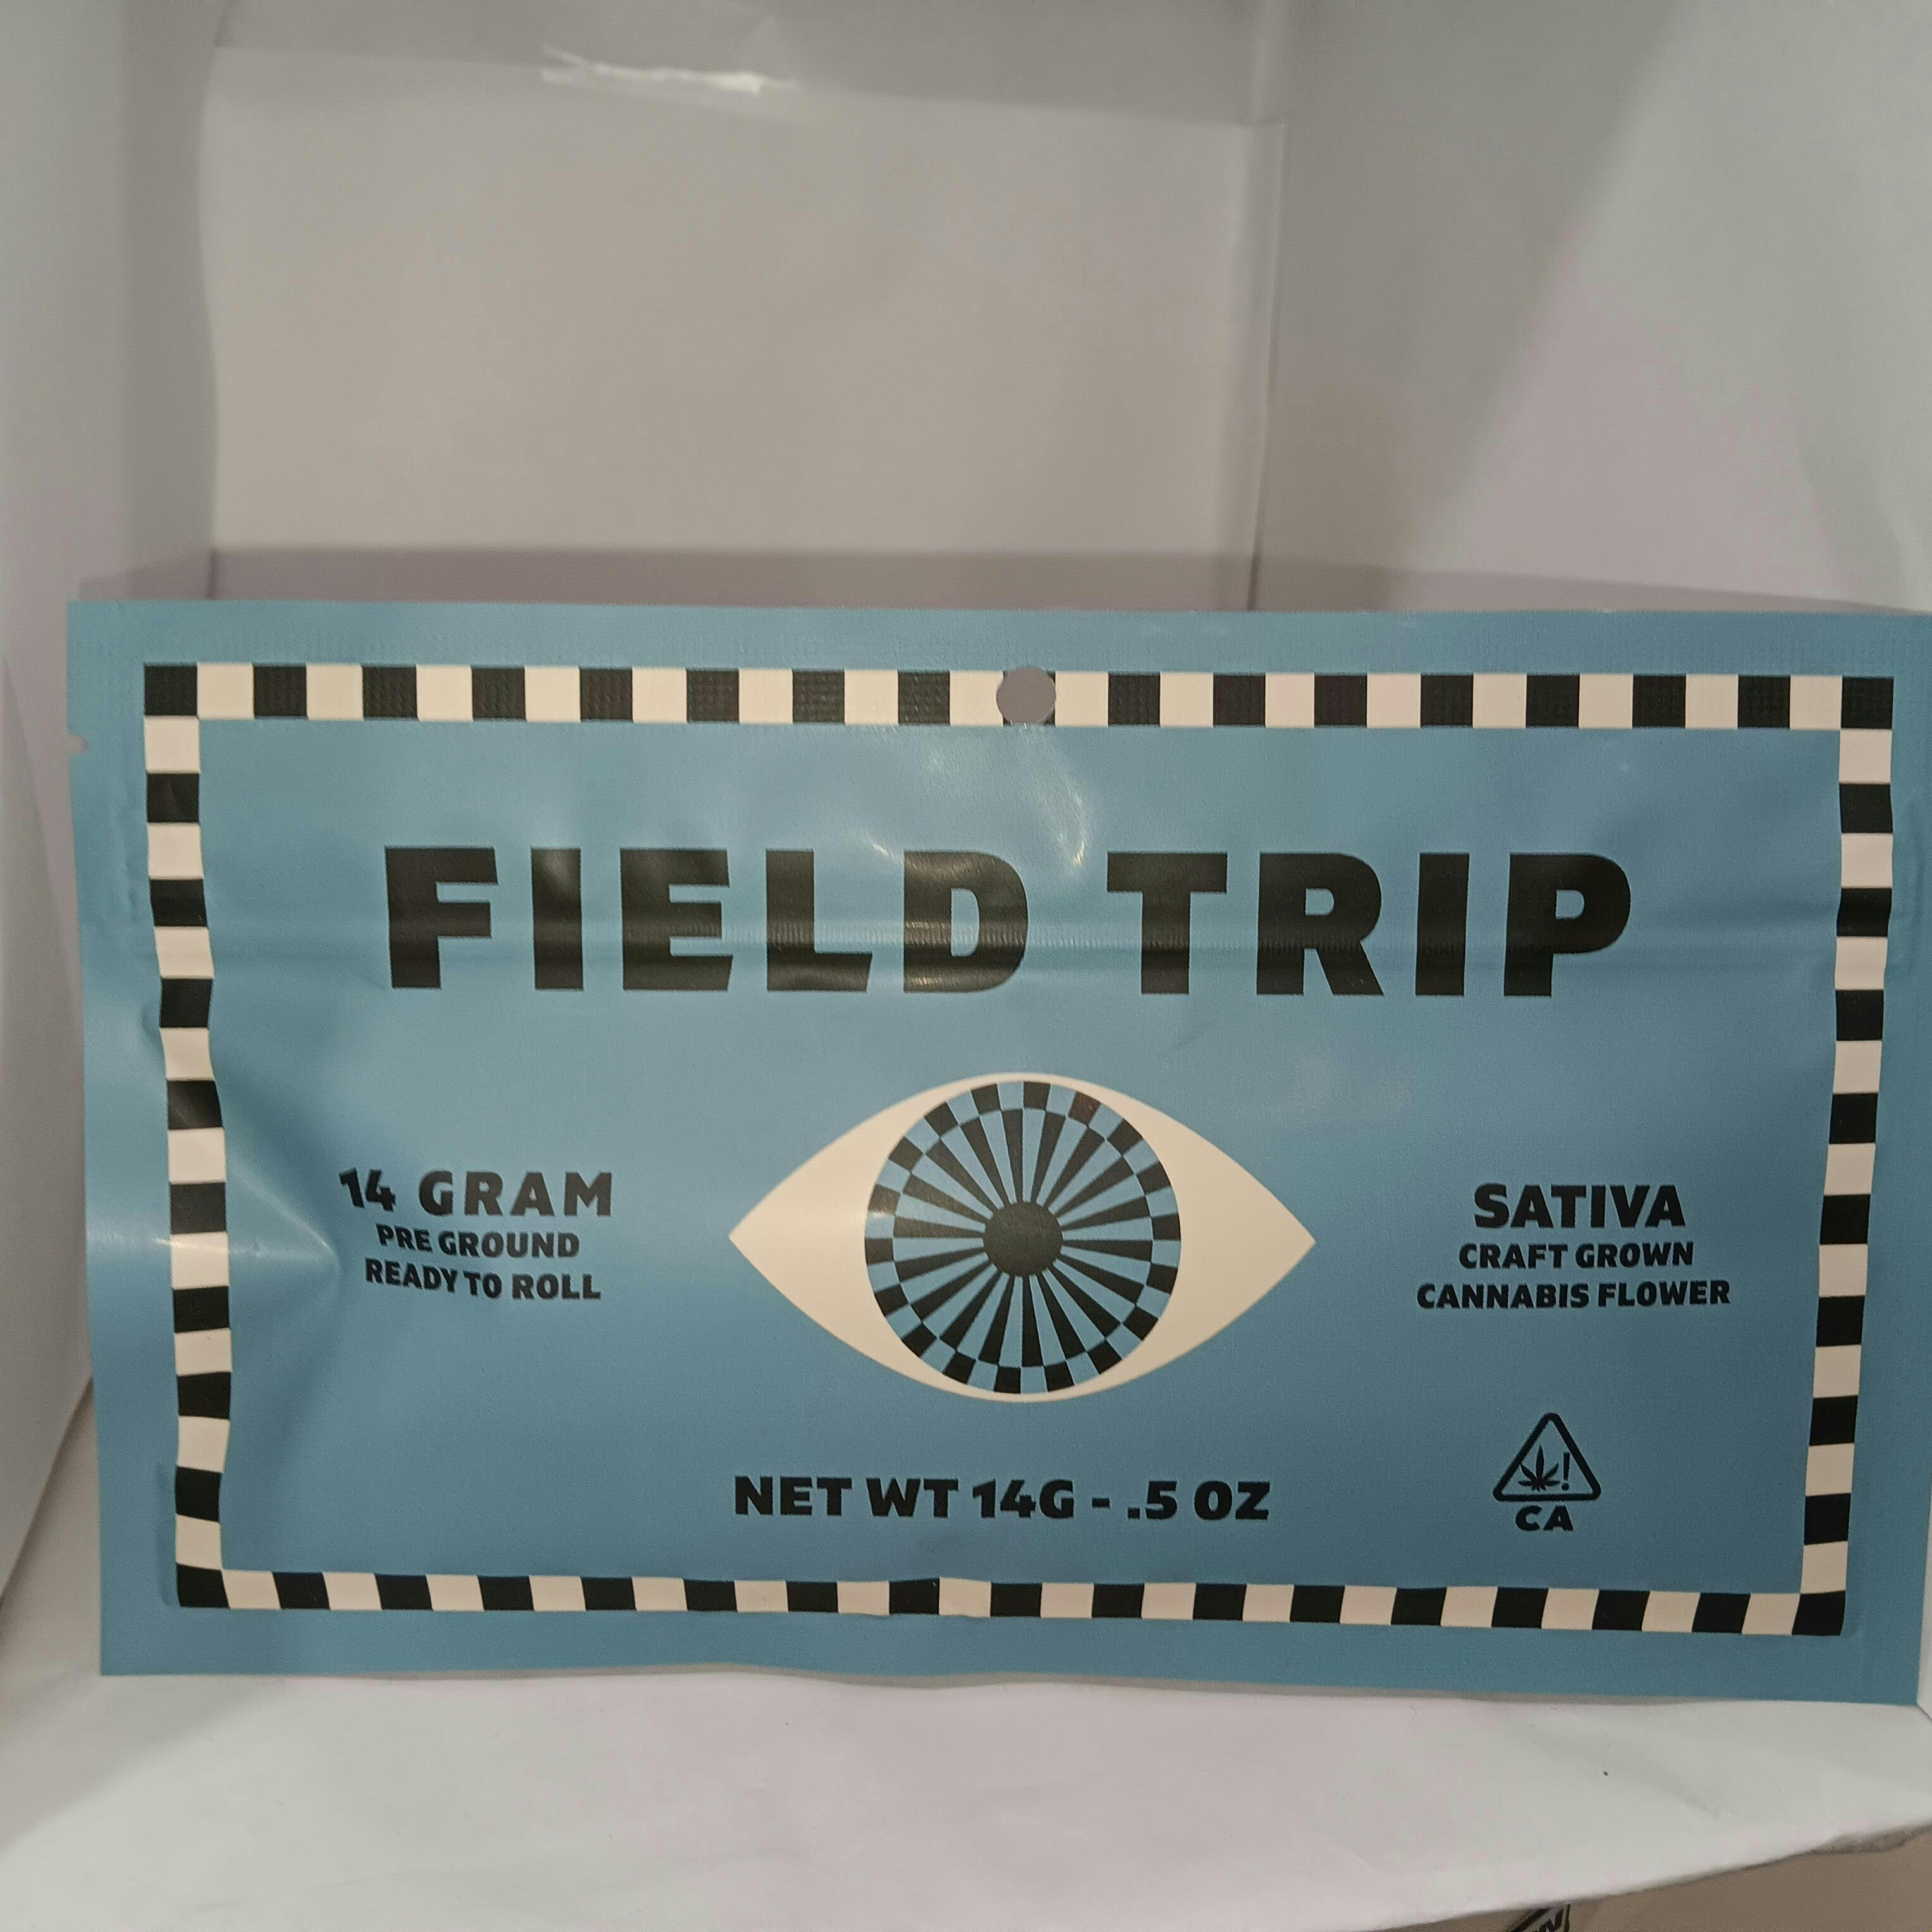 FIELD TRIP
14 GRAM
PRE GROUND
READY TO ROLL
SATIVA
CRAFT GROWN
CANNABIS FLOWER
NET WT 14G - .5 OZ
!
CA